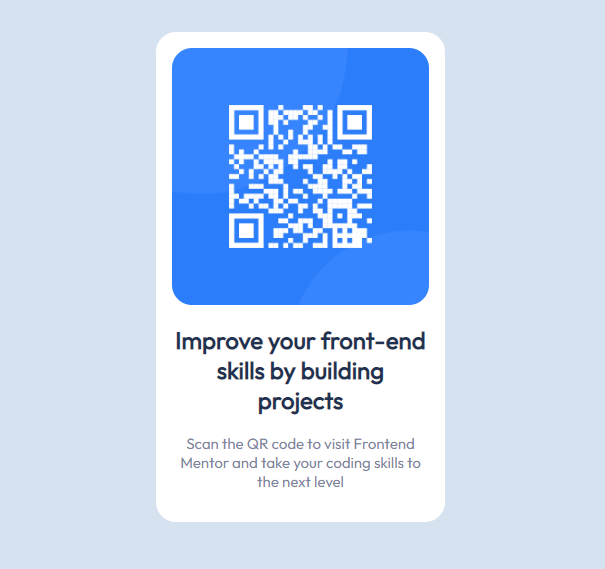 Improve your front-end
skills by building
projects
Scan the QR code to visit Frontend
Mentor and take your coding skills to
the next level